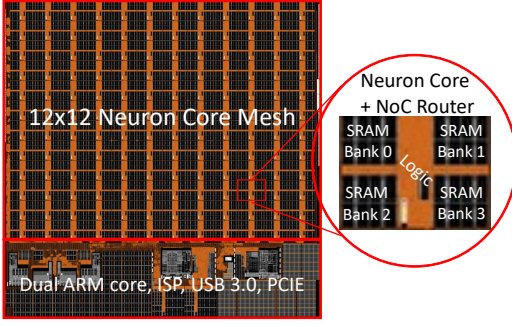 12x12 Neuron Core Mesh
Dual ARM core, ISP, USB 3.0, PCIE
Neuron Core
+ NoC Router
SRAM
Bank 0
SRAM
Bank 1
Logic
SRAM
Bank 2
SRAM
Bank 3